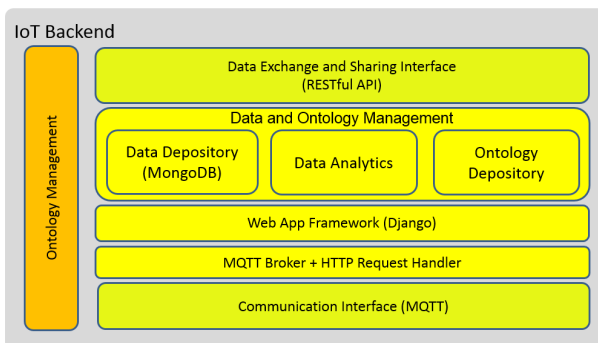 IoT Backend
Ontology Management
Data Exchange and Sharing Interface
(RESTful API)
Data and Ontology Management
Data Depository
(MongoDB)
Data Analytics
Ontology
Depository
Web App Framework (Django)
MQTT Broker + HTTP Request Handler
Communication Interface (MQTT)